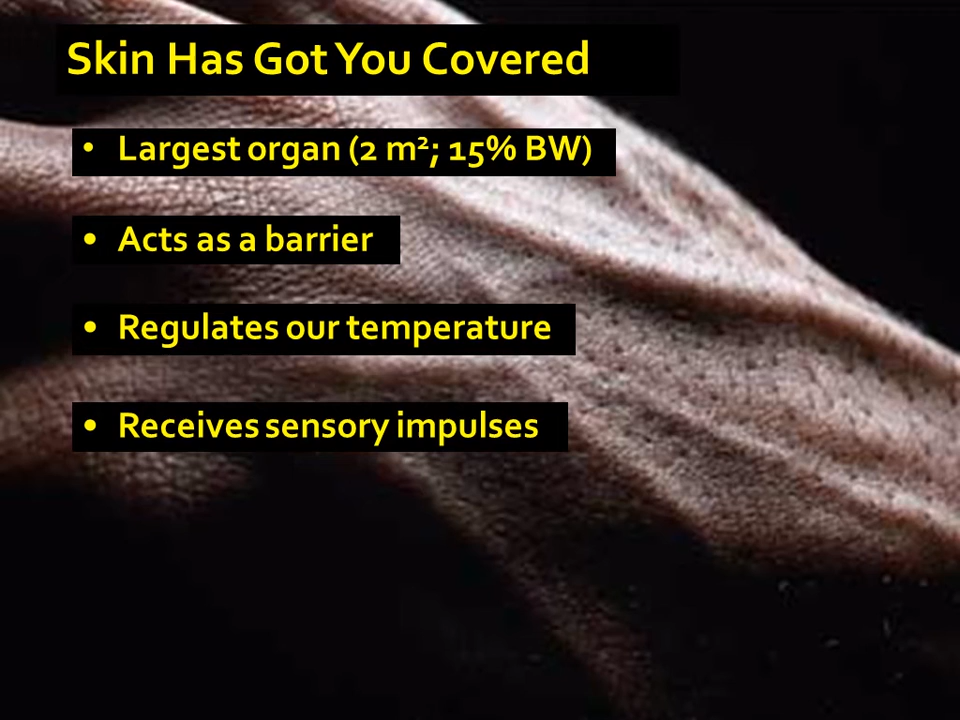 Skin Has Got You Covered
• Largest organ (2 m²; 15% BW)
• Acts as a barrier
• Regulates our temperature
• Receives sensory impulses